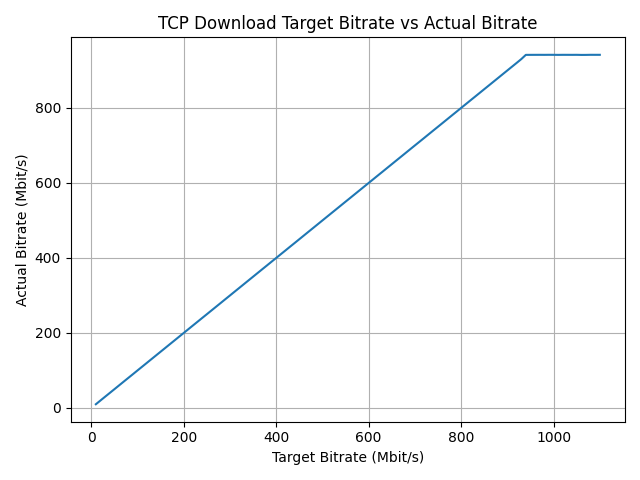 TCP Download Target Bitrate vs Actual Bitrate
800
600
400
200
0
Actual Bitrate (Mbit/s)
0 200 400 600 800 1000
Target Bitrate (Mbit/s)